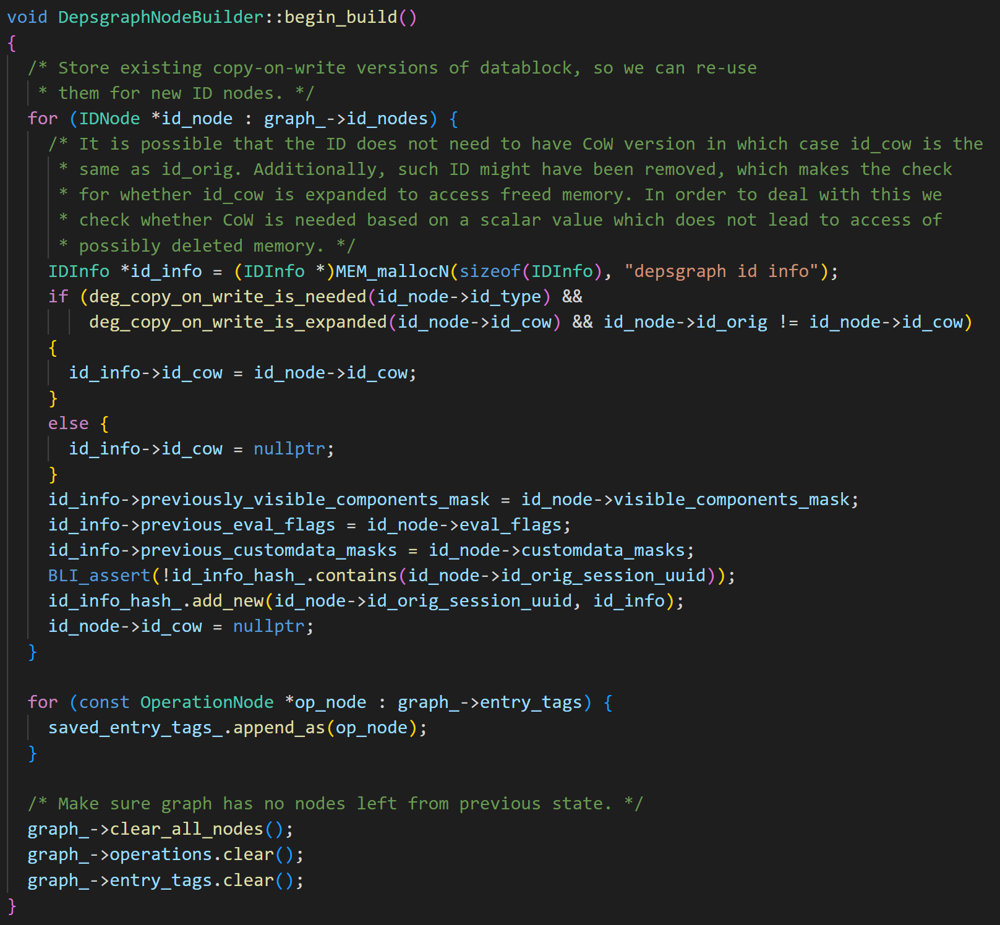 void DepsgraphNodeBuilder::begin_build()
{
  /* Store existing copy-on-write versions of datablock, so we can re-use
   * them for new ID nodes. */
  for (IDNode *id_node : graph_->id_nodes) {
    /* It is possible that the ID does not need to have CoW version in which case id_cow is the
     * same as id_orig. Additionally, such ID might have been removed, which makes the check
     * for whether id_cow is expanded to access freed memory. In order to deal with this we
     * check whether CoW is needed based on a scalar value which does not lead to access of
     * possibly deleted memory. */
    IDInfo *id_info = (IDInfo *)MEM_mallocN(sizeof(IDInfo), "depsgraph id info");
    if (deg_copy_on_write_is_needed(id_node->id_type) &&
        deg_copy_on_write_is_expanded(id_node->id_cow) && id_node->id_orig != id_node->id_cow)
    {
      id_info->id_cow = id_node->id_cow;
    }
    else {
      id_info->id_cow = nullptr;
    }
    id_info->previously_visible_components_mask = id_node->visible_components_mask;
    id_info->previous_eval_flags = id_node->eval_flags;
    id_info->previous_customdata_masks = id_node->customdata_masks;
    BLI_assert(!id_info_hash_.contains(id_node->id_orig_session_uuid));
    id_info_hash_.add_new(id_node->id_orig_session_uuid, id_info);
    id_node->id_cow = nullptr;
  }

  for (const OperationNode *op_node : graph_->entry_tags) {
    saved_entry_tags_.append_as(op_node);
  }

  /* Make sure graph has no nodes left from previous state. */
  graph_->clear_all_nodes();
  graph_->operations.clear();
  graph_->entry_tags.clear();
}